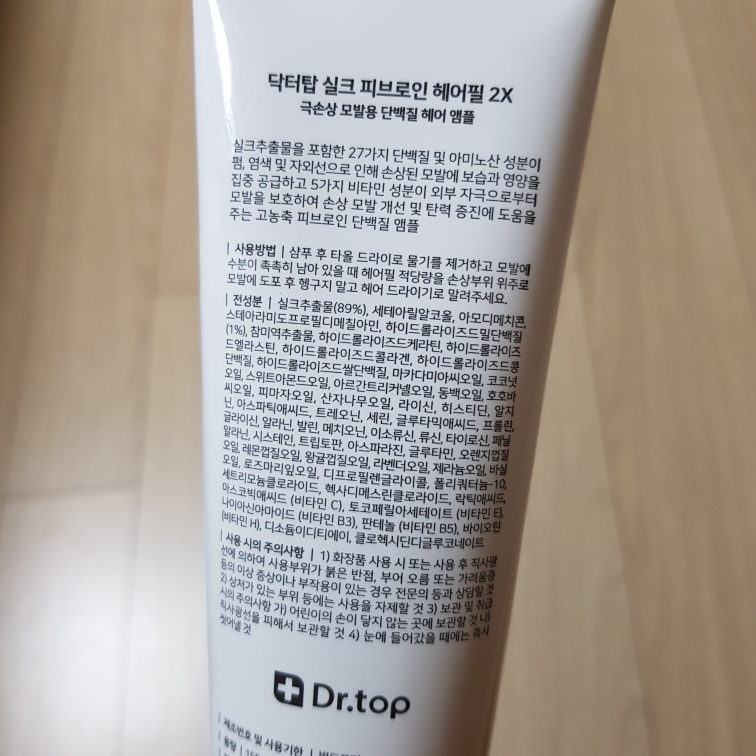 닥터탑 실크 피브로인 헤어필 2X
극손상 모발용 단백질 헤어 앰플
실크추출물을 포함한 27가지 단백질 및 아미노산 성분이
펌, 염색 및 자외선으로 인해 손상된 모발에 보습과 영양을
집중 공급하고 5가지 비타민 성분이 외부 자극으로부터
모발을 보호하여 손상 모발 개선 및 탄력 증진에 도움을
주는 고농축 피브로인 단백질 앰플
| 사용방법 | 샴푸 후 타올 드라이로 물기를 제거하고 모발에
수분이 촉촉히 남아 있을 때 헤어필 적당량을 손상부위 위주로
모발에 도포 후 헹구지 말고 헤어 드라이기로 말려주세요.
| 전성분 | 실크추출물(89%), 세테아릴알코올, 아모디메치콘,
스테아라미도프로필디메칠아민, 하이드롤라이즈드밀단백질
(1%), 참미역추출물, 하이드롤라이즈드케라틴, 하이드롤라이즈
드엘라스틴, 하이드롤라이즈드콜라겐, 하이드롤라이즈드콩
단백질, 하이드롤라이즈드쌀단백질, 마카다미아씨오일, 코코넛
오일, 스위트아몬드오일, 아르간트리커넬오일, 동백오일, 호호바
씨오일, 피마자오일, 산자나무오일, 라이신, 히스티딘, 알지
닌, 아스파틱애씨드, 트레오닌, 세린, 글루타믹애씨드, 프롤린,
글라이신, 알라닌, 발린, 메치오닌, 이소류신, 류신, 타이로신, 페닐
알라닌, 시스테인, 트립토판, 아스파라진, 글루타민, 오렌지껍질
오일, 레몬껍질오일, 왕귤껍질오일, 라벤더오일, 제라늄오일, 바실
오일, 로즈마리잎오일, 디프로필렌글라이콜, 폴리쿼터늄-10,
세트리모늄클로라이드, 헥사디메스린클로라이드, 락틱애씨드,
아스코빅애씨드 (비타민 C), 토코페릴아세테이트 (비타민 E),
나이아신아마이드 (비타민 B3), 판테놀 (비타민 B5), 바이오틴
(비타민 H), 디소듐이디티에이, 클로헥시딘디글루코네이트
| 사용 시의 주의사항 | 1) 화장품 사용 시 또는 사용 후 직사광
선에 의하여 사용부위가 붉은 반점, 부어 오름 또는 가려움증
등의 이상 증상이나 부작용이 있는 경우 전문의 등과 상담할 것
2) 상처가 있는 부위 등에는 사용을 자제할 것 3) 보관 및 취급
시의 주의사항 가) 어린이의 손이 닿지 않는 곳에 보관할 것 나)
직사광선을 피해서 보관할 것 4) 눈에 들어갔을 때에는 즉시
씻어낼 것
Dr.top
| 제조번호 및 사용기한 |
| 용량 |